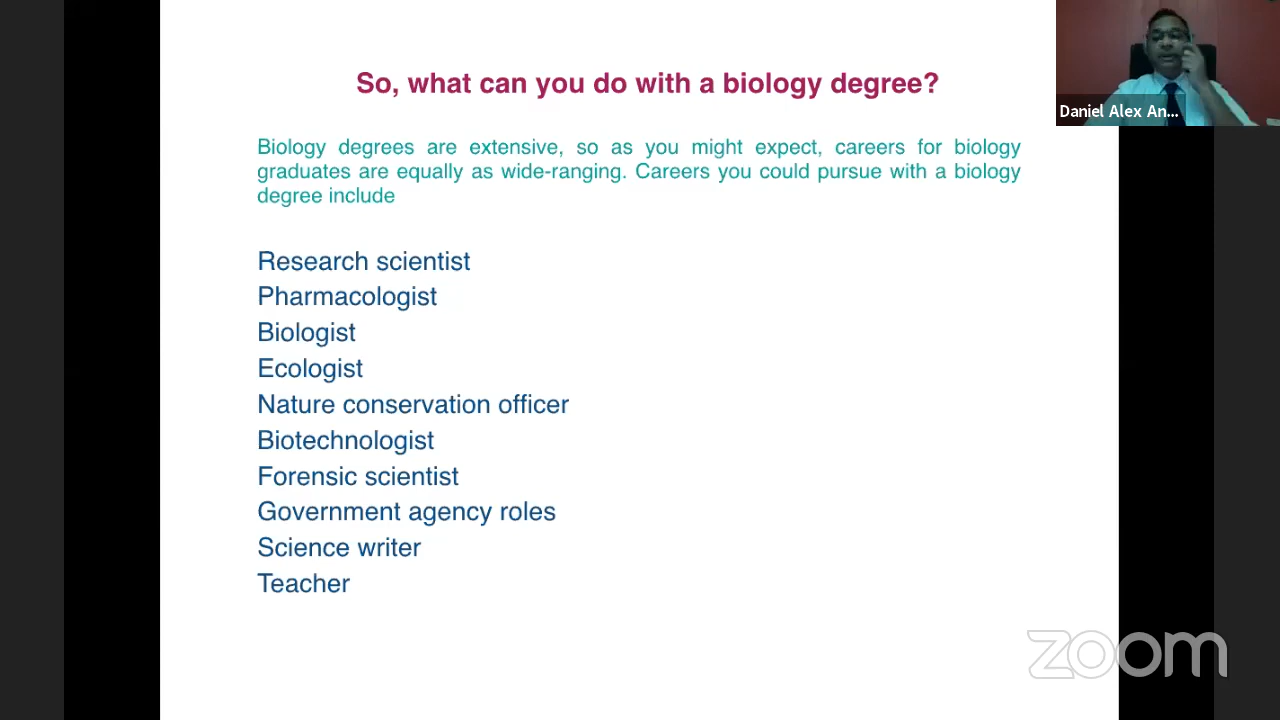 So, what can you do with a biology degree?
Daniel Alex An...
Biology degrees are extensive, so as you might expect, careers for biology
graduates are equally as wide-ranging. Careers you could pursue with a biology
degree include
Research scientist
Pharmacologist
Biologist
Ecologist
Nature conservation officer
Biotechnologist
Forensic scientist
Government agency roles
Science writer
Teacher
zoom